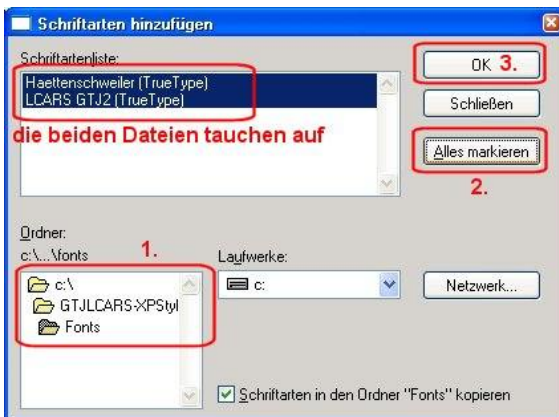 Schriftarten hinzufügen
Schriftartenliste:
Haettenschweiler (TrueType)
LCARS GTJ2 (TrueType)
die beiden Dateien tauchen auf
OK 3.
Schließen
Alles markieren
2.
Ordner:
c:\...\fonts
1.
Laufwerke:
c:\
GTJLCARS-XPStyl
Fonts
c:
Netzwerk...
Schriftarten in den Ordner "Fonts" kopieren